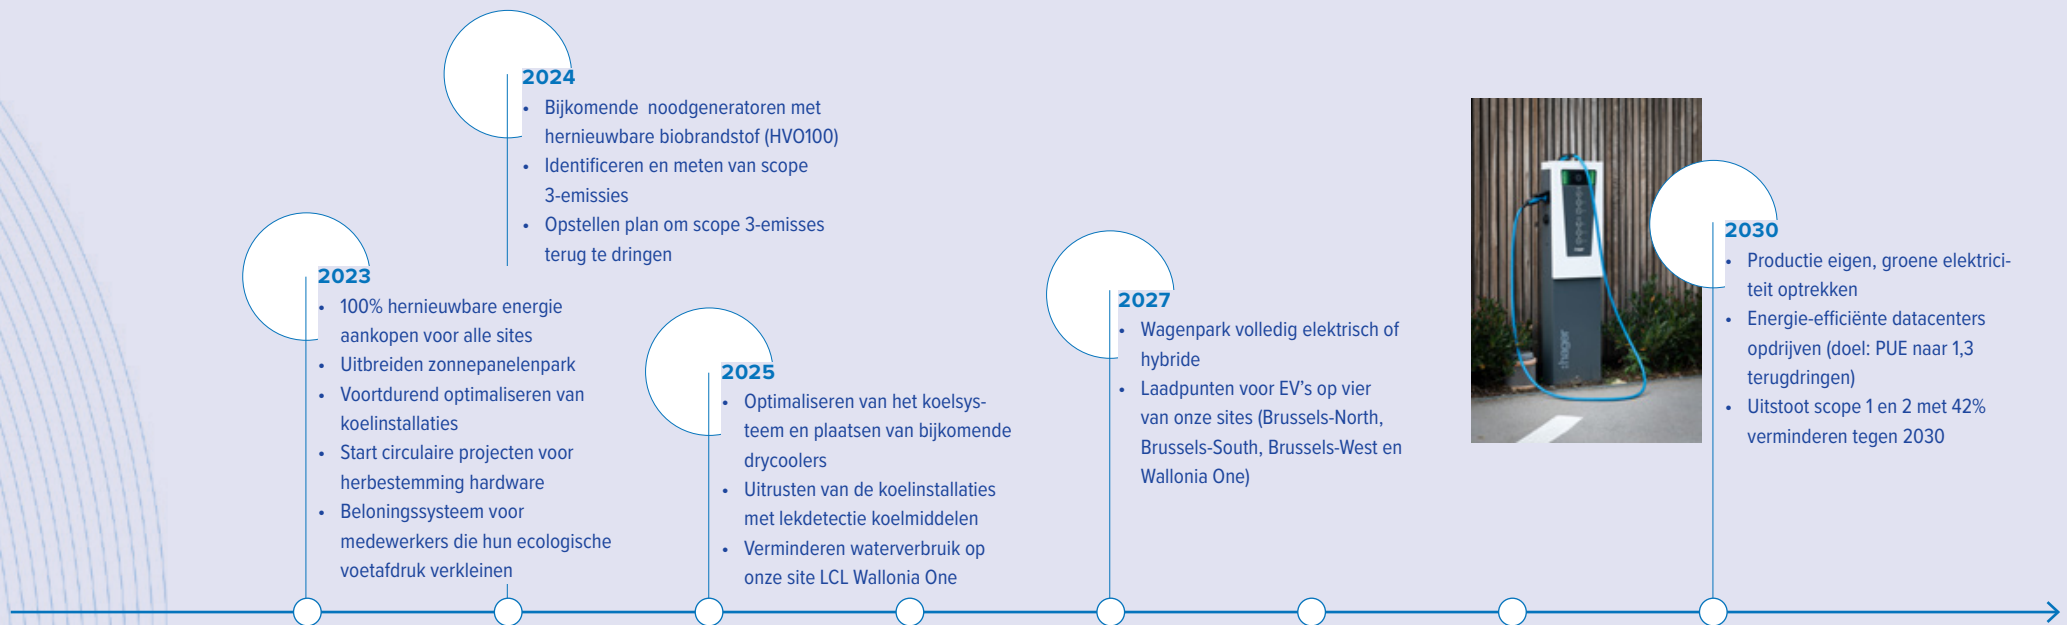 2023
• 100% hernieuwbare energie
aankopen voor alle sites
• Uitbreiden zonnepanelenpark
• Voortdurend optimaliseren van
koelinstallaties
• Start circulaire projecten voor
herbestemming hardware
• Beloningssysteem voor
medewerkers die hun ecologische
voetafdruk verkleinen
2024
• Bijkomende noodgeneratoren met
hernieuwbare biobrandstof (HVO100)
• Identificeren en meten van scope
3-emissies
• Opstellen plan om scope 3-emisses
terug te dringen
2025
• Optimaliseren van het koelsys-
teem en plaatsen van bijkomende
drycoolers
• Uitrusten van de koelinstallaties
met lekdetectie koelmiddelen
• Verminderen waterverbruik op
onze site LCL Wallonia One
2027
• Wagenpark volledig elektrisch of
hybride
• Laadpunten voor EV's op vier
van onze sites (Brussels-North,
Brussels-South, Brussels-West en
Wallonia One)
:hager
2030
• Productie eigen, groene elektrici-
teit optrekken
• Energie-efficiënte datacenters
opdrijven (doel: PUE naar 1,3
terugdringen)
• Uitstoot scope 1 en 2 met 42%
verminderen tegen 2030